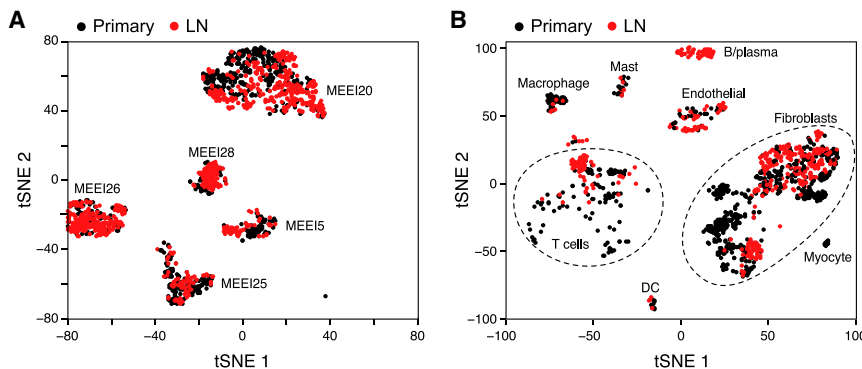 A
Primary LN
80
40
0
−40
−80
tSNE 2
MEEI20
MEEI28
MEEI26
MEEI5
MEEI25
−80 −40 0 40 80
tSNE 1
B
Primary LN
100
50
0
−50
−100
tSNE 2
B/plasma
Mast
Macrophage
Endothelial
Fibroblasts
T cells
Myocyte
DC
−100 −50 0 50 100
tSNE 1